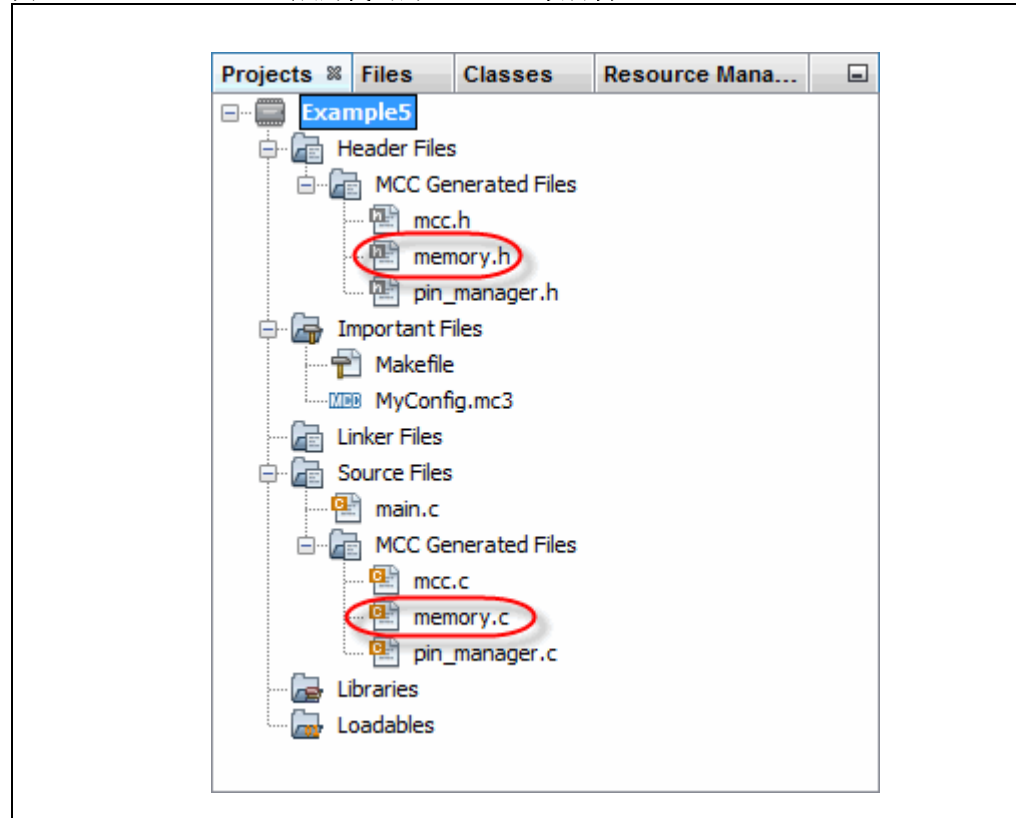 Projects Files Classes Resource Mana...
Example5
Header Files
MCC Generated Files
mcc.h
memory.h
pin_manager.h
Important Files
Makefile
MCC MyConfig.mc3
Linker Files
Source Files
main.c
MCC Generated Files
mcc.c
memory.c
pin_manager.c
Libraries
Loadables